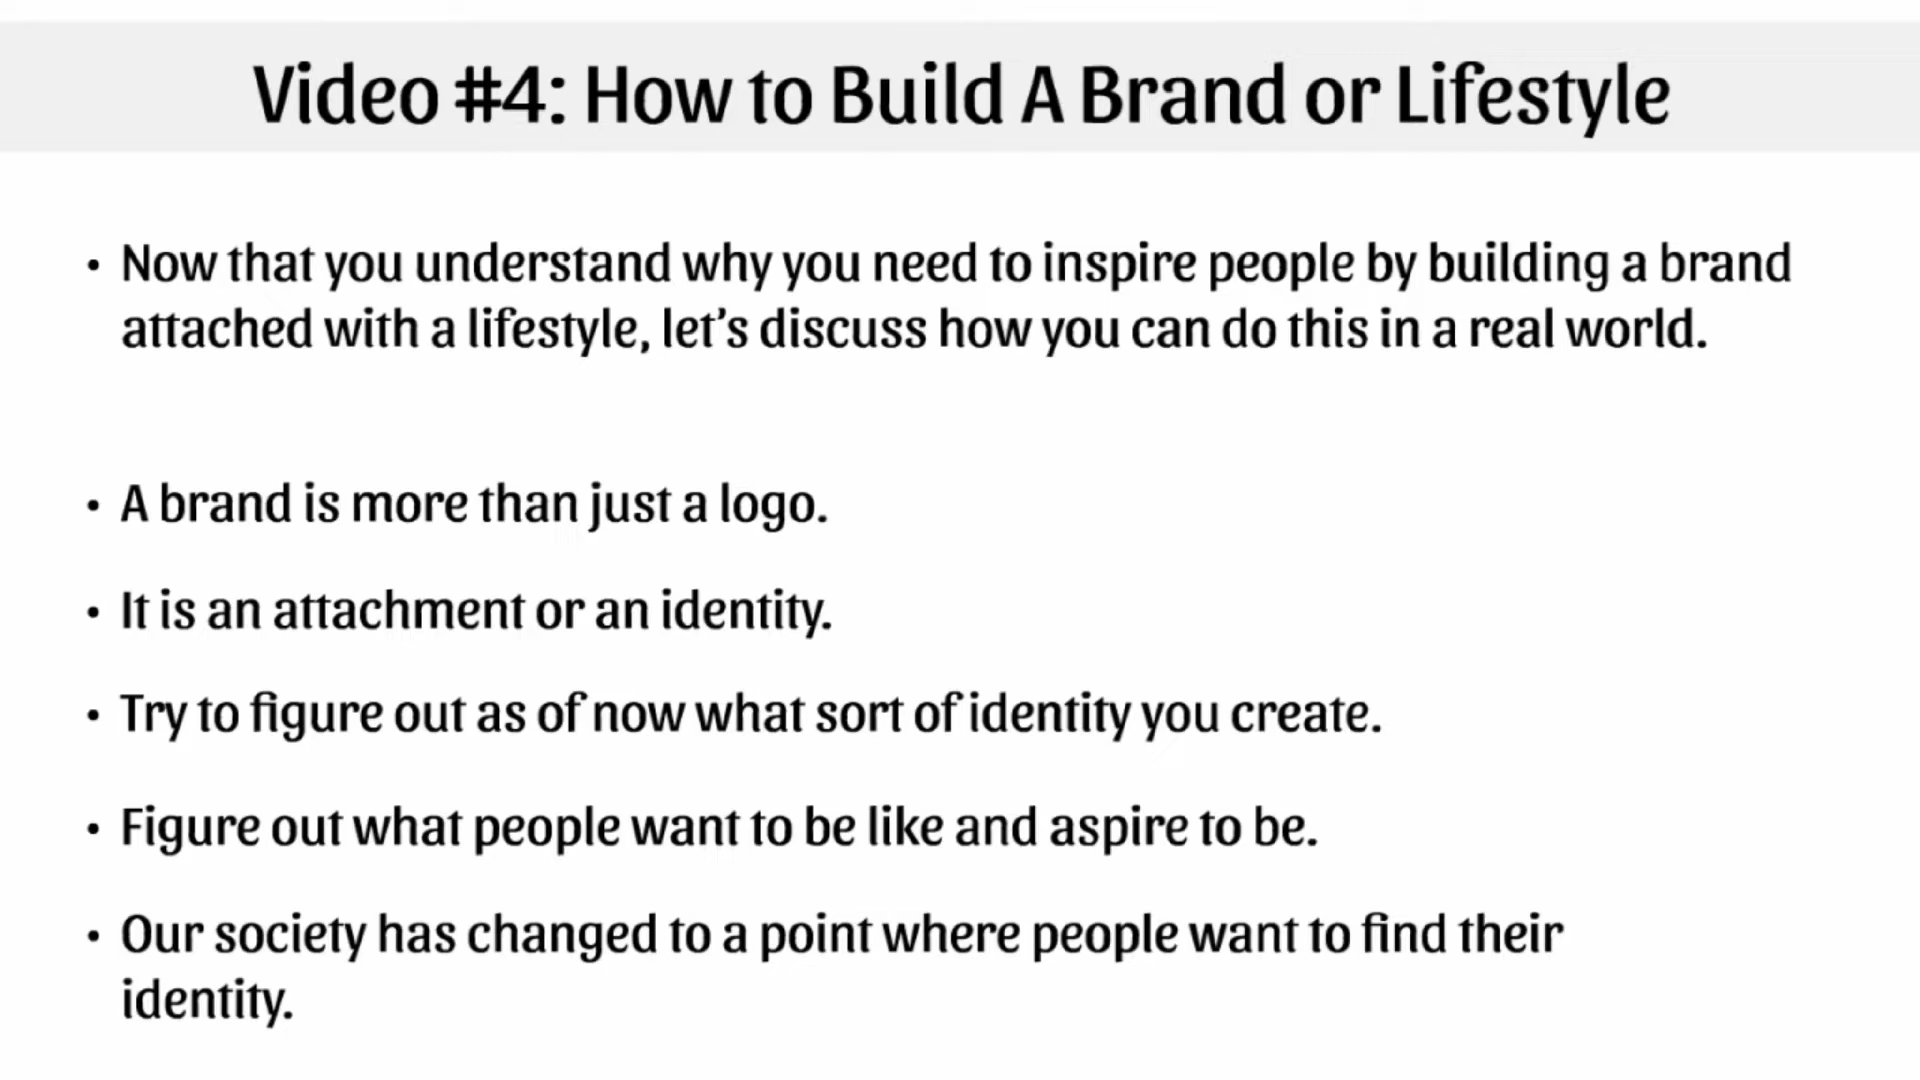 Video #4: How to Build A Brand or Lifestyle
• Now that you understand why you need to inspire people by building a brand
attached with a lifestyle, let’s discuss how you can do this in a real world.
• A brand is more than just a logo.
• It is an attachment or an identity.
• Try to figure out as of now what sort of identity you create.
• Figure out what people want to be like and aspire to be.
• Our society has changed to a point where people want to find their
identity.